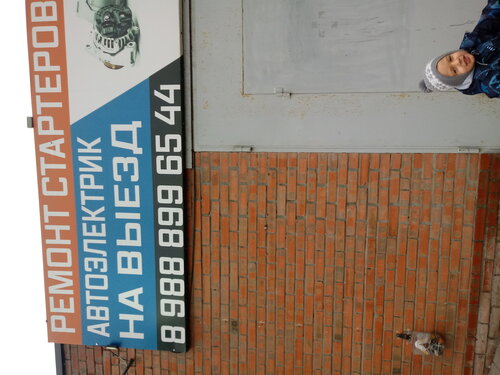 РЕМОНТ СТАРТЕРОВ
АВТОЭЛЕКТРИК
НА ВЫЕЗД
8 988 899 65 44